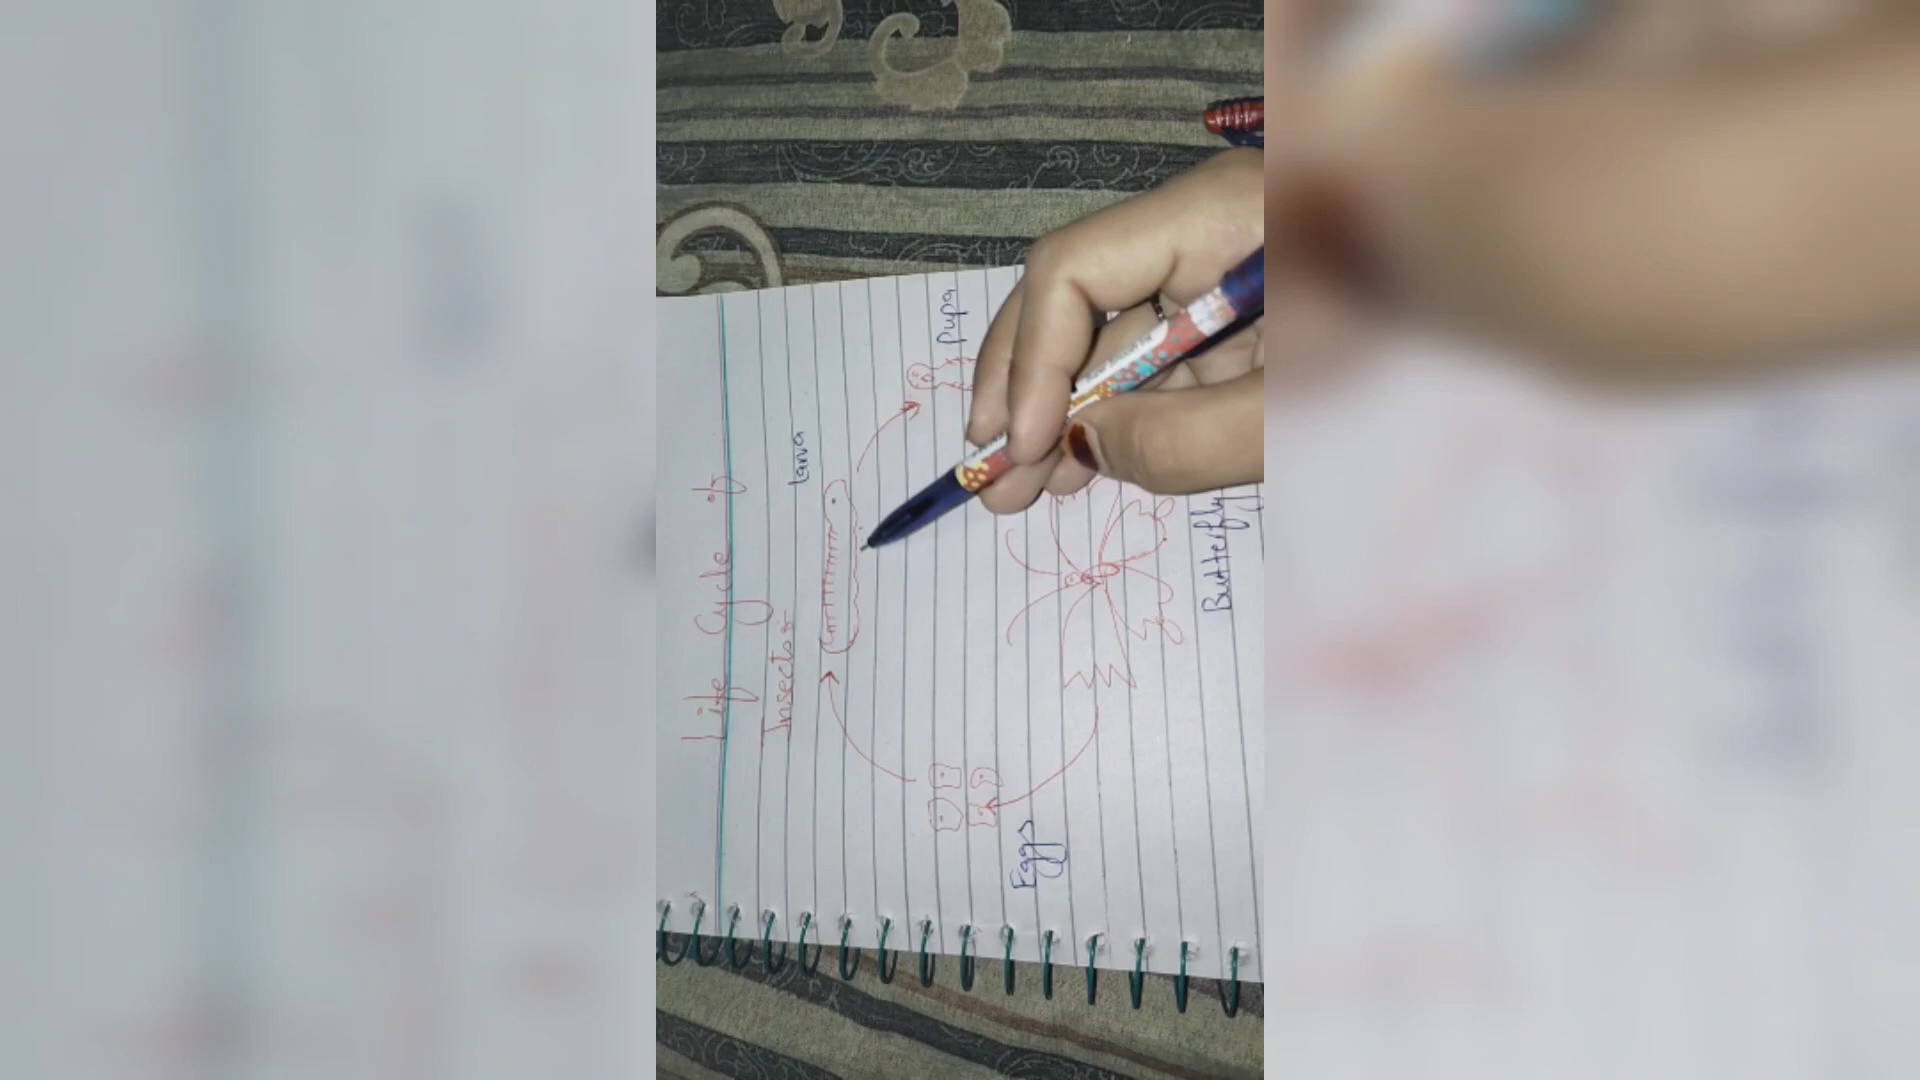 Life Cycle of
Insects
Larva
Pupa
Eggs
Butterfly